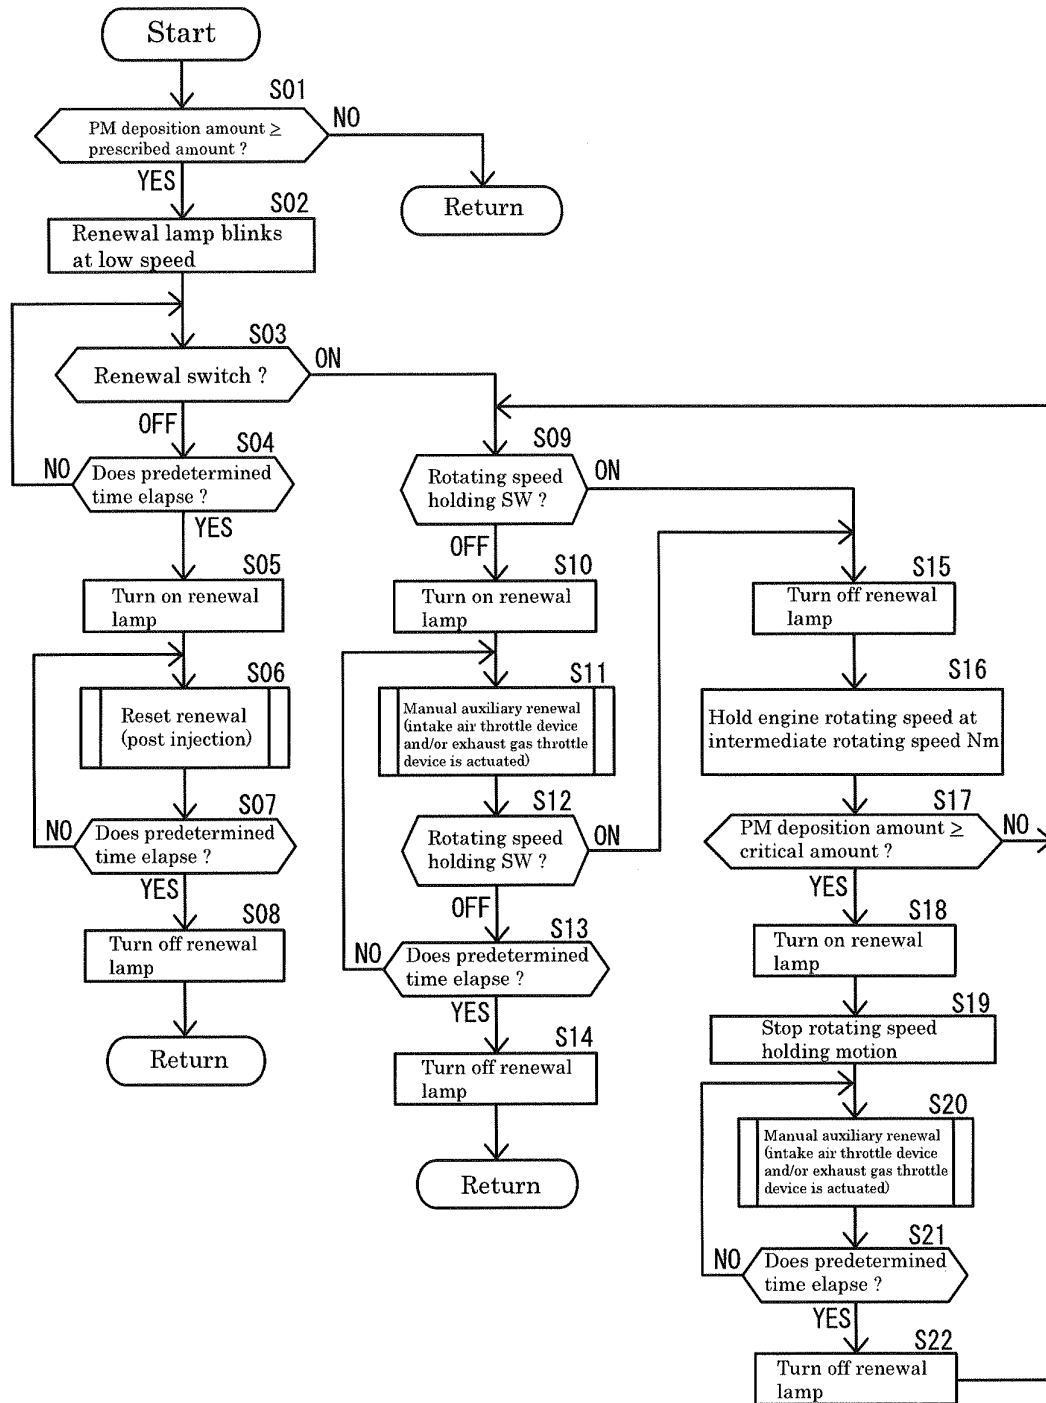 Start
S01
PM deposition amount ≥
prescribed amount ?
NO
YES
Return
S02
Renewal lamp blinks
at low speed
S03
Renewal switch ?
ON
OFF
S04
Does predetermined
time elapse ?
NO
YES
S05
Turn on renewal
lamp
S06
Reset renewal
(post injection)
S07
Does predetermined
time elapse ?
NO
YES
S08
Turn off renewal
lamp
Return
S09
Rotating speed
holding SW ?
ON
OFF
S10
Turn on renewal
lamp
S11
Manual auxiliary renewal
(intake air throttle device
and/or exhaust gas throttle
device is actuated)
S12
Rotating speed
holding SW ?
ON
OFF
S13
Does predetermined
time elapse ?
NO
YES
S14
Turn off renewal
lamp
Return
S15
Turn off renewal
lamp
S16
Hold engine rotating speed at
intermediate rotating speed Nm
S17
PM deposition amount ≥
critical amount ?
NO
YES
S18
Turn on renewal
lamp
S19
Stop rotating speed
holding motion
S20
Manual auxiliary renewal
(intake air throttle device
and/or exhaust gas throttle
device is actuated)
S21
Does predetermined
time elapse ?
NO
YES
S22
Turn off renewal
lamp